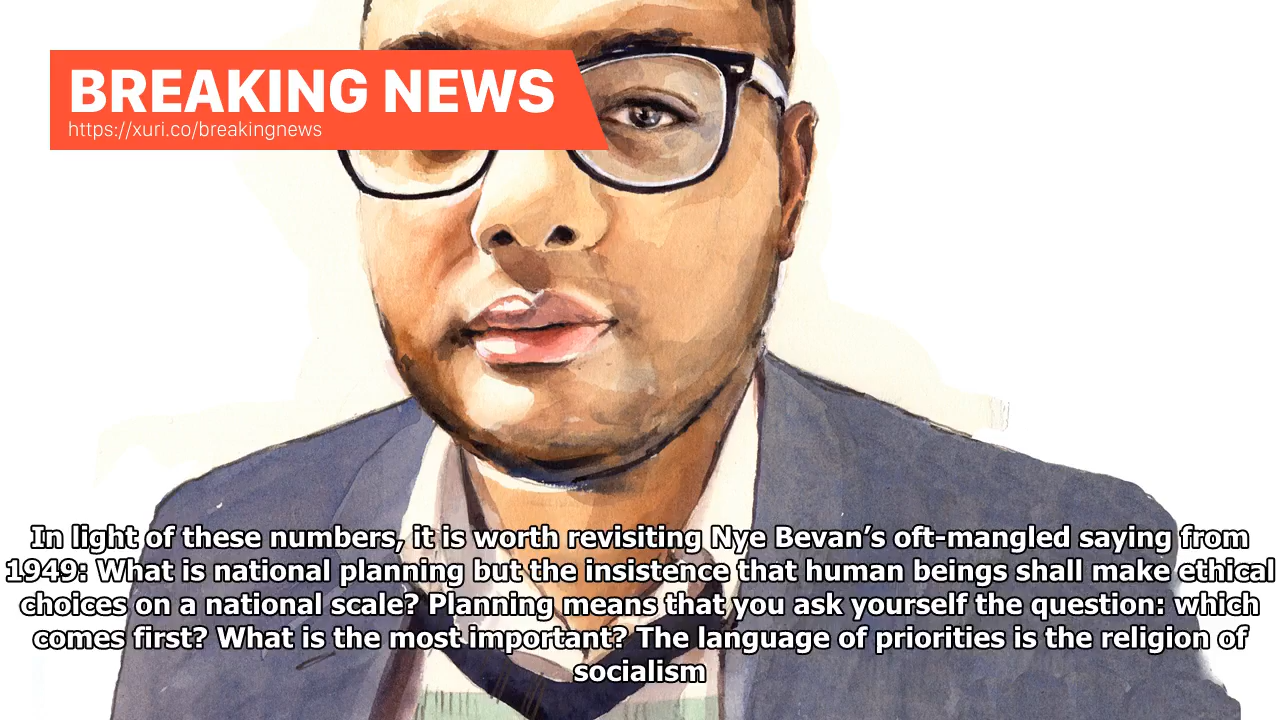 BREAKING NEWS
https://xuri.co/breakingnews
In light of these numbers, it is worth revisiting Nye Bevan’s oft-mangled saying from
1949: What is national planning but the insistence that human beings shall make ethical
choices on a national scale? Planning means that you ask yourself the question: which
comes first? What is the most important? The language of priorities is the religion of
socialism